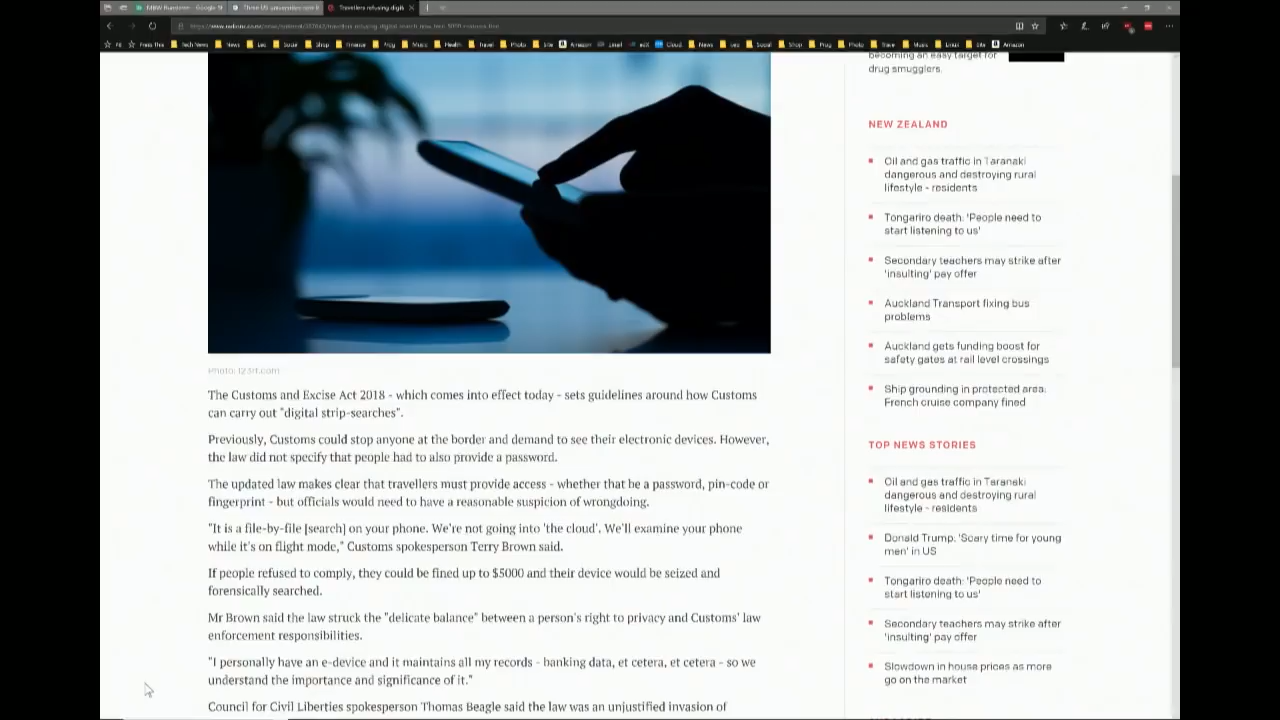 Travellers refusing digit
becoming an easy target for
drug smugglers.
NEW ZEALAND
Oil and gas traffic in Taranaki
dangerous and destroying rural
lifestyle - residents
Tongariro death: 'People need to
start listening to us'
Secondary teachers may strike after
'insulting' pay offer
Auckland Transport fixing bus
problems
Auckland gets funding boost for
safety gates at rail level crossings
Ship grounding in protected area:
French cruise company fined
Photo: 123rf.com
The Customs and Excise Act 2018 - which comes into effect today - sets guidelines around how Customs
can carry out "digital strip-searches".
Previously, Customs could stop anyone at the border and demand to see their electronic devices. However,
the law did not specify that people had to also provide a password.
The updated law makes clear that travellers must provide access - whether that be a password, pin-code or
fingerprint - but officials would need to have a reasonable suspicion of wrongdoing.
"It is a file-by-file [search] on your phone. We're not going into 'the cloud'. We'll examine your phone
while it's on flight mode," Customs spokesperson Terry Brown said.
If people refused to comply, they could be fined up to $5000 and their device would be seized and
forensically searched.
Mr Brown said the law struck the "delicate balance" between a person's right to privacy and Customs' law
enforcement responsibilities.
"I personally have an e-device and it maintains all my records - banking data, et cetera, et cetera - so we
understand the importance and significance of it."
Council for Civil Liberties spokesperson Thomas Beagle said the law was an unjustified invasion of
TOP NEWS STORIES
Oil and gas traffic in Taranaki
dangerous and destroying rural
lifestyle - residents
Donald Trump: 'Scary time for young
men' in US
Tongariro death: 'People need to
start listening to us'
Secondary teachers may strike after
'insulting' pay offer
Slowdown in house prices as more
go on the market